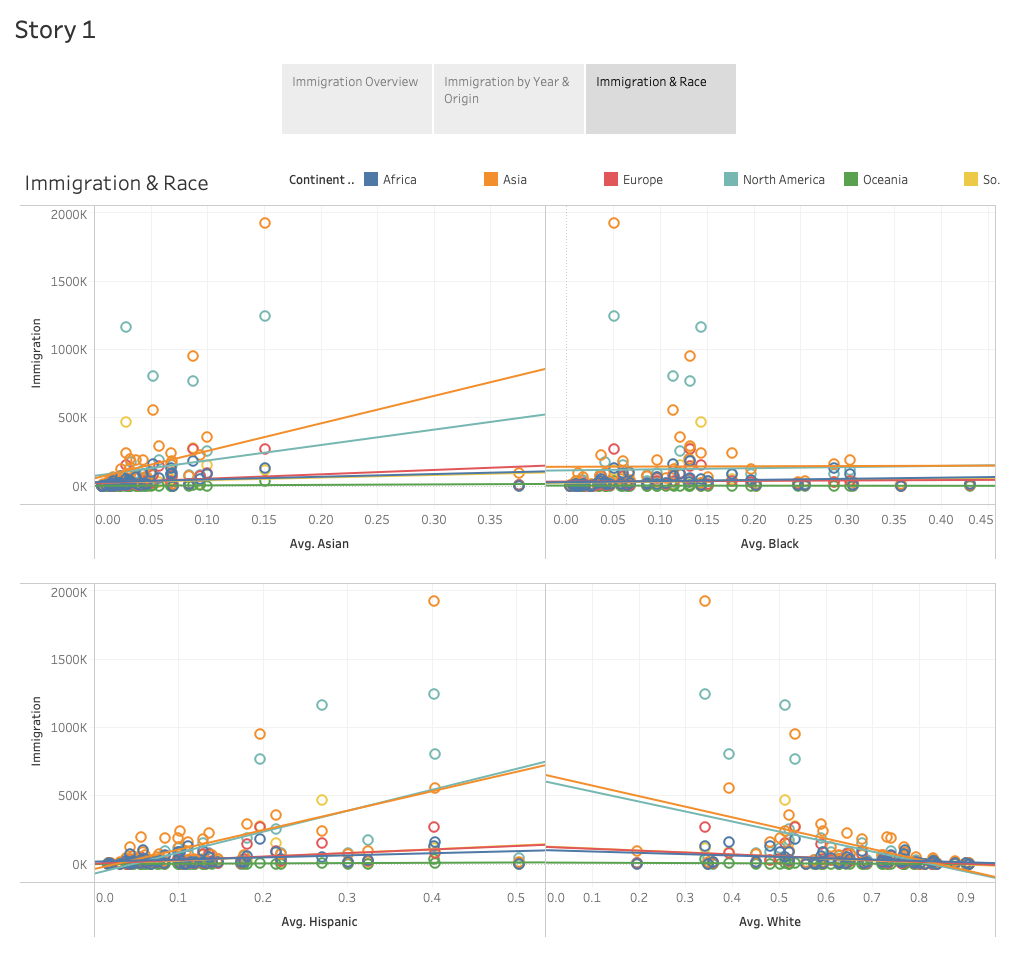 Story 1
Immigration Overview
Immigration by Year &
Origin
Immigration & Race
Immigration & Race
Continent .. Africa Asia Europe North America Oceania So.
2000K
1500K
1000K
500K
0K
Immigration
0.00 0.05 0.10 0.15 0.20 0.25 0.30 0.35
0.00 0.05 0.10 0.15 0.20 0.25 0.30 0.35 0.40 0.45
Avg. Asian
Avg. Black
2000K
1500K
1000K
500K
0K
Immigration
0.0 0.1 0.2 0.3 0.4 0.5
0.0 0.1 0.2 0.3 0.4 0.5 0.6 0.7 0.8 0.9
Avg. Hispanic
Avg. White